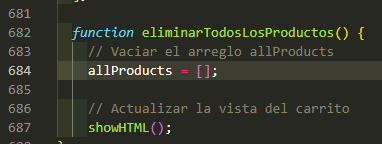 681
682 function eliminarTodosLosProductos() {
683 // Vaciar el arreglo allProducts
684 allProducts = [];
685
686 // Actualizar la vista del carrito
687 showHTML();